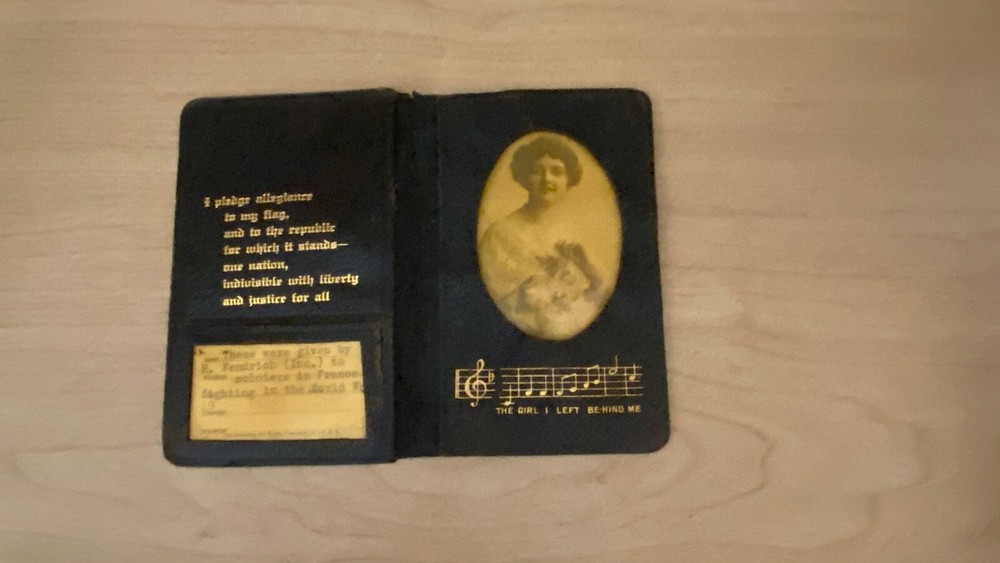 I pledge allegiance
to my flag,
and to the republic
for which it stands—
one nation,
indivisible with liberty
and justice for all
These were given by
H. Fendrich (Inc.) to
soldiers in France
fighting in the World
THE GIRL I LEFT BE-HIND ME